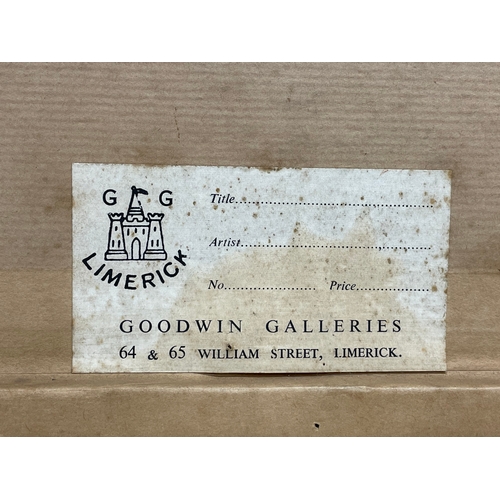 G G
LIMERICK
Title..........................................................
Artist..........................................................
No............................ Price............................
GOODWIN GALLERIES
64 & 65 WILLIAM STREET, LIMERICK.